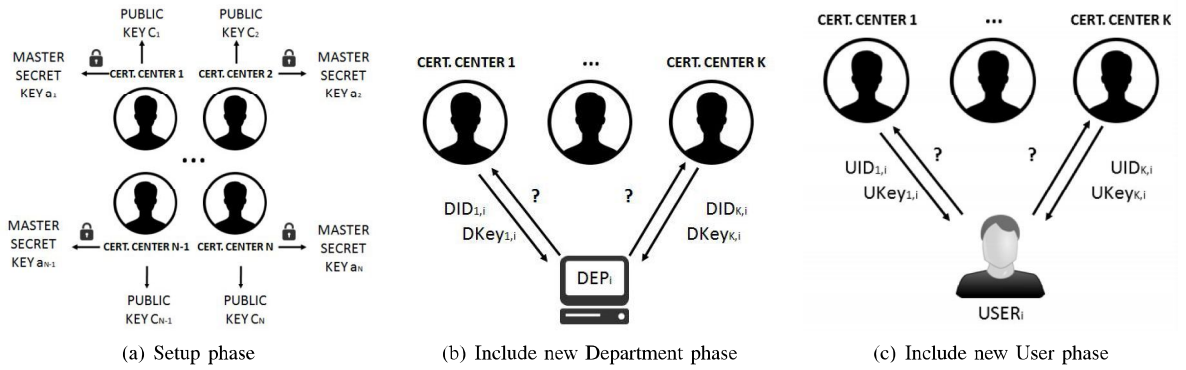 PUBLIC
KEY C1
PUBLIC
KEY C2
MASTER
SECRET
KEY a1
CERT. CENTER 1
CERT. CENTER 2
MASTER
SECRET
KEY a2
...
MASTER
SECRET
KEY aN-1
CERT. CENTER N-1
CERT. CENTER N
MASTER
SECRET
KEY aN
PUBLIC
KEY CN-1
PUBLIC
KEY CN
(a) Setup phase
CERT. CENTER 1
...
CERT. CENTER K
?
?
DID1,i
DKey1,i
DIDK,i
DKeyK,i
DEPi
(b) Include new Department phase
CERT. CENTER 1
...
CERT. CENTER K
?
?
UID1,i
UKey1,i
UIDK,i
UKeyK,i
USERi
(c) Include new User phase